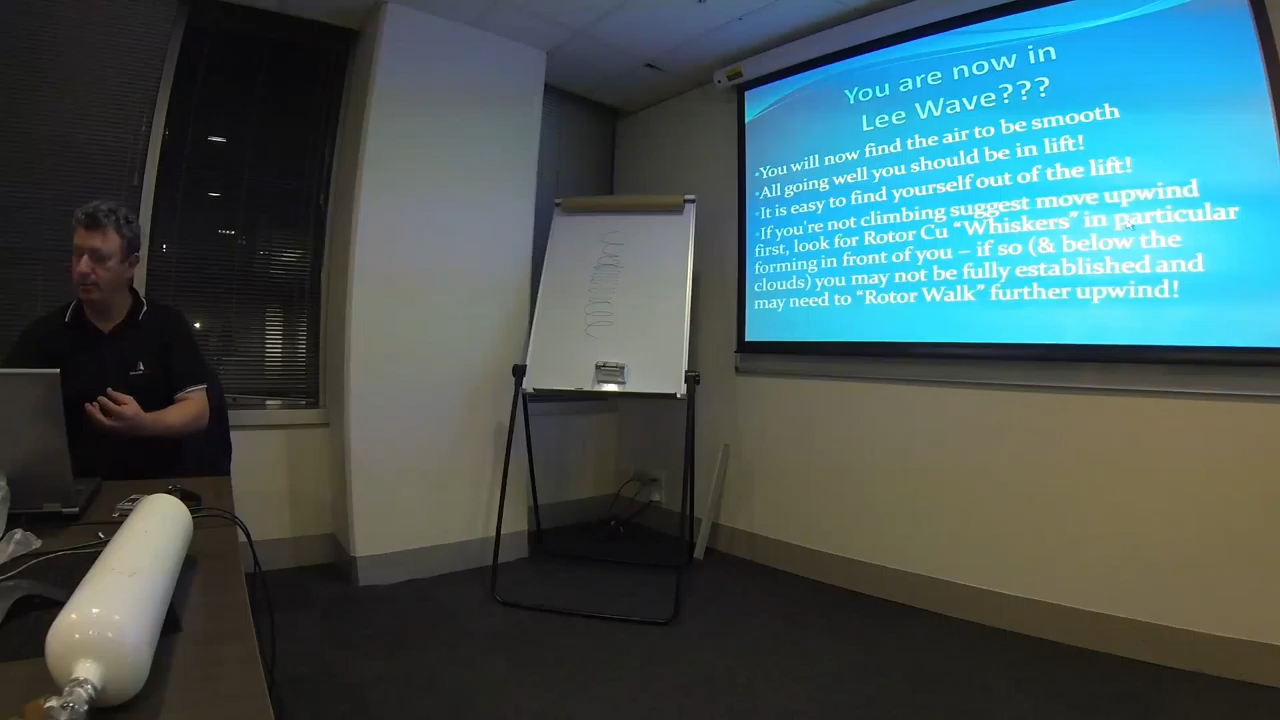 You are now in
Lee Wave???
•You will now find the air to be smooth
•All going well you should be in lift!
•It is easy to find yourself out of the lift!
•If you're not climbing suggest move upwind
first, look for Rotor Cu “Whiskers” in particular
forming in front of you – if so (& below the
clouds) you may not be fully established and
may need to “Rotor Walk” further upwind!